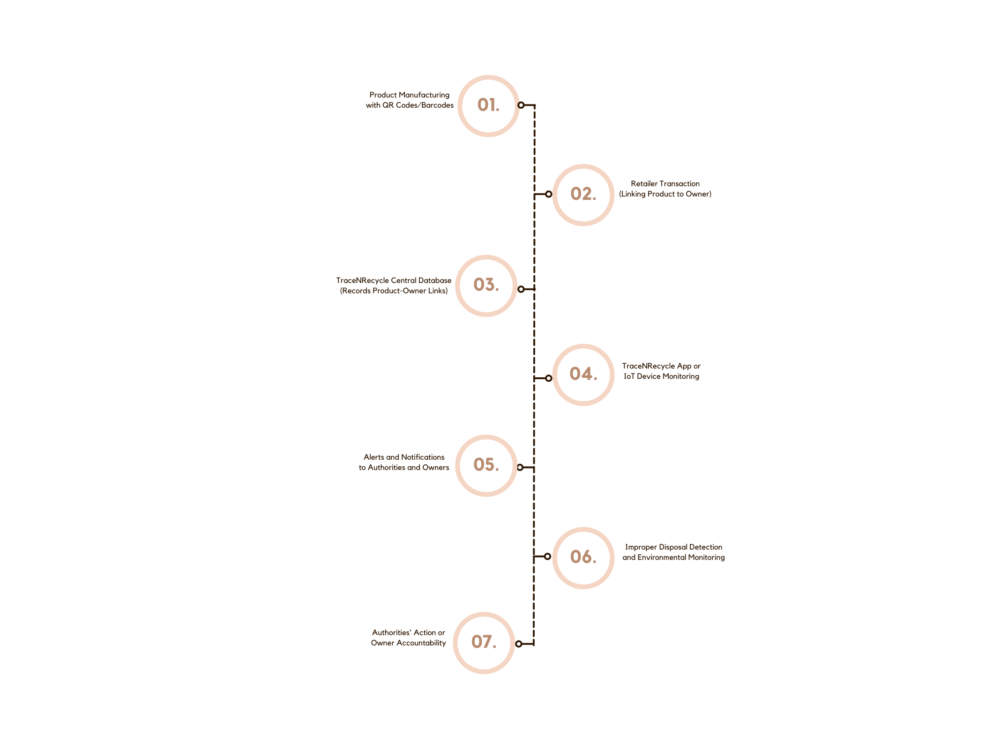 Product Manufacturing
with QR Codes/Barcodes
01.
02.
Retailer Transaction
(Linking Product to Owner)
TraceNRecycle Central Database
(Records Product-Owner Links)
03.
04.
TraceNRecycle App or
IoT Device Monitoring
Alerts and Notifications
to Authorities and Owners
05.
06.
Improper Disposal Detection
and Environmental Monitoring
Authorities' Action or
Owner Accountability
07.